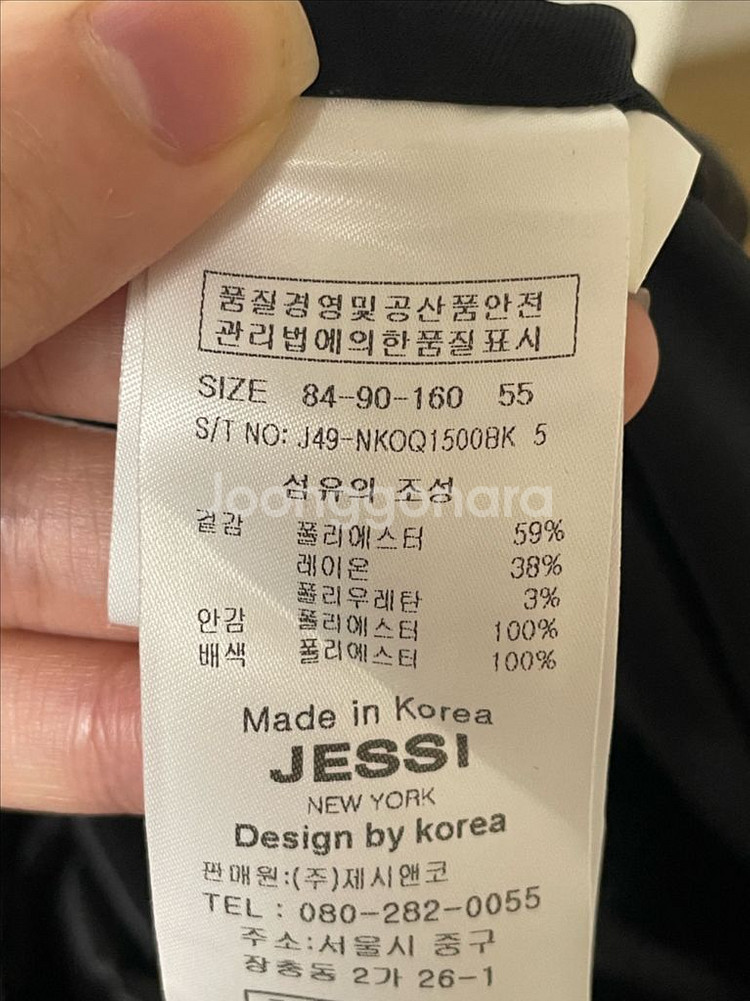 품질경영및공산품안전
관리법에의한품질표시
SIZE 84-90-160 55
S/T NO: J49-NKOQ1500BK 5
섬유의 조성
joonggonara
겉감 폴리에스터 59%
레이온 38%
폴리우레탄 3%
안감 폴리에스터 100%
배색 폴리에스터 100%
Made in Korea
JESSI
NEW YORK
Design by korea
판매원:(주)제시앤코
TEL : 080-282-0055
주소:서울시 중구
장충동 2가 26-1